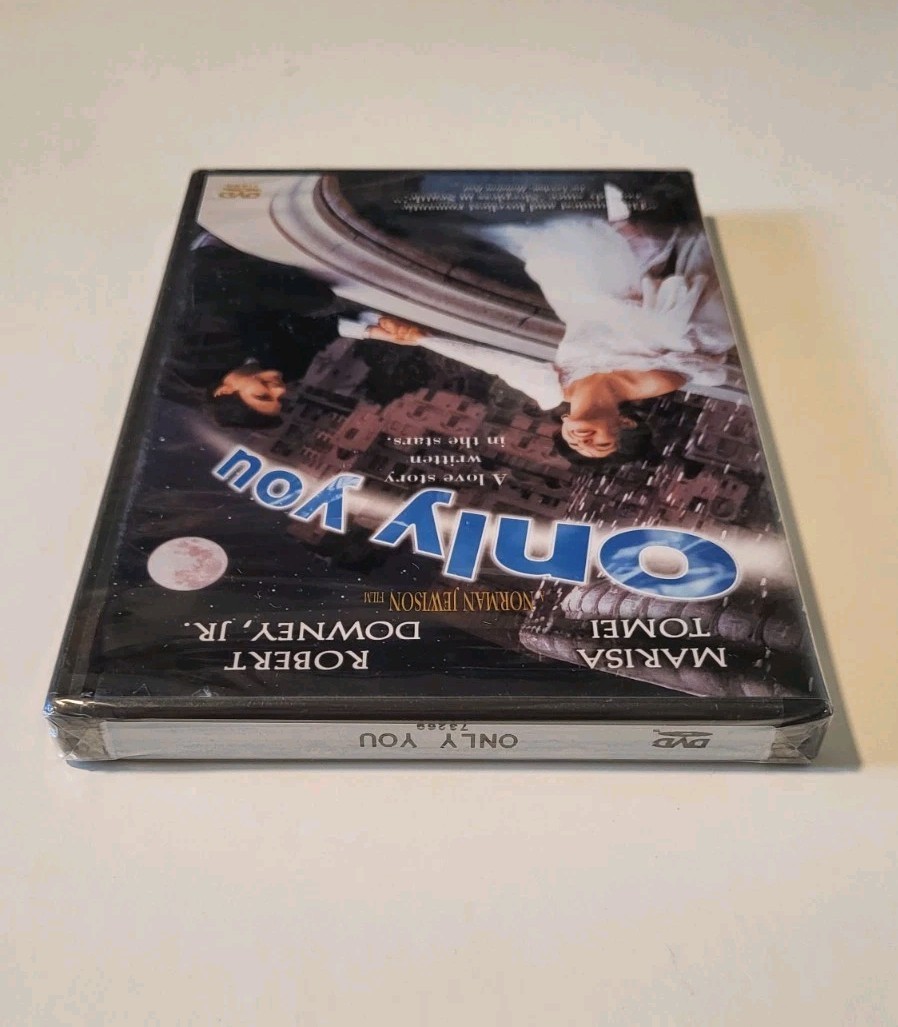 MARISA
TOMEI
ROBERT
DOWNEY, JR.
A NORMAN JEWISON FILM
Only you
A love story
written
in the stars.
DVD
DVD
ONLY YOU
73269